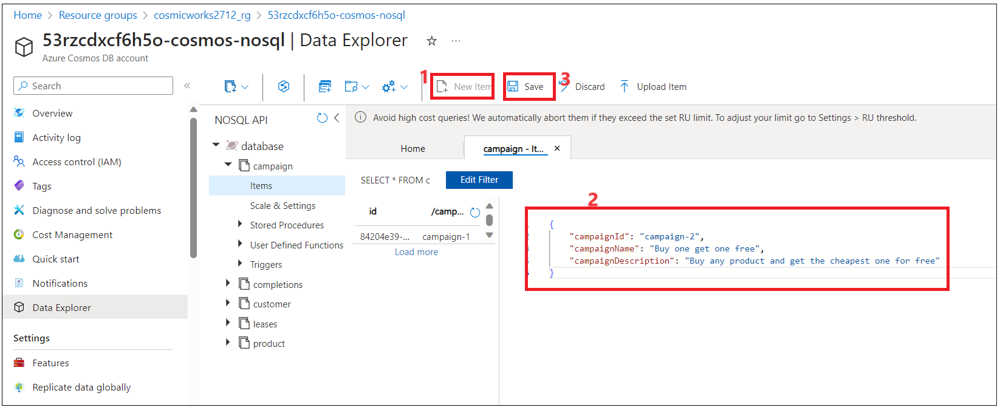 Home > Resource groups > cosmicworks2712_rg > 53rzcdxcf6h5o-cosmos-nosql
53rzcdxcf6h5o-cosmos-nosql | Data Explorer
Azure Cosmos DB account
Search
1 New Item Save 3 Discard Upload Item
Overview
Activity log
Access control (IAM)
Tags
Diagnose and solve problems
Cost Management
Quick start
Notifications
Data Explorer
Settings
Features
Replicate data globally
NOSQL API
database
campaign
Items
Scale & Settings
Stored Procedures
User Defined Functions
Triggers
completions
customer
leases
product
Avoid high cost queries! We automatically abort them if they exceed the set RU limit. To adjust your limit go to Settings > RU threshold.
Home campaign - It...
SELECT * FROM c Edit Filter
id /camp...
84204e39-... campaign-1
Load more
2
{
"campaignId": "campaign-2",
"campaignName": "Buy one get one free",
"campaignDescription": "Buy any product and get the cheapest one for free"
}